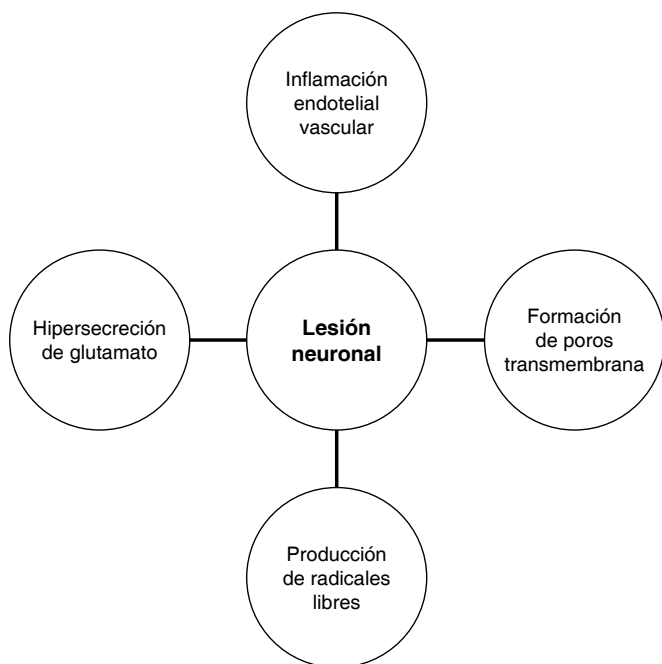 Inflamación
endotelial
vascular
Hipersecreción
de glutamato
Lesión
neuronal
Formación
de poros
transmembrana
Producción
de radicales
libres